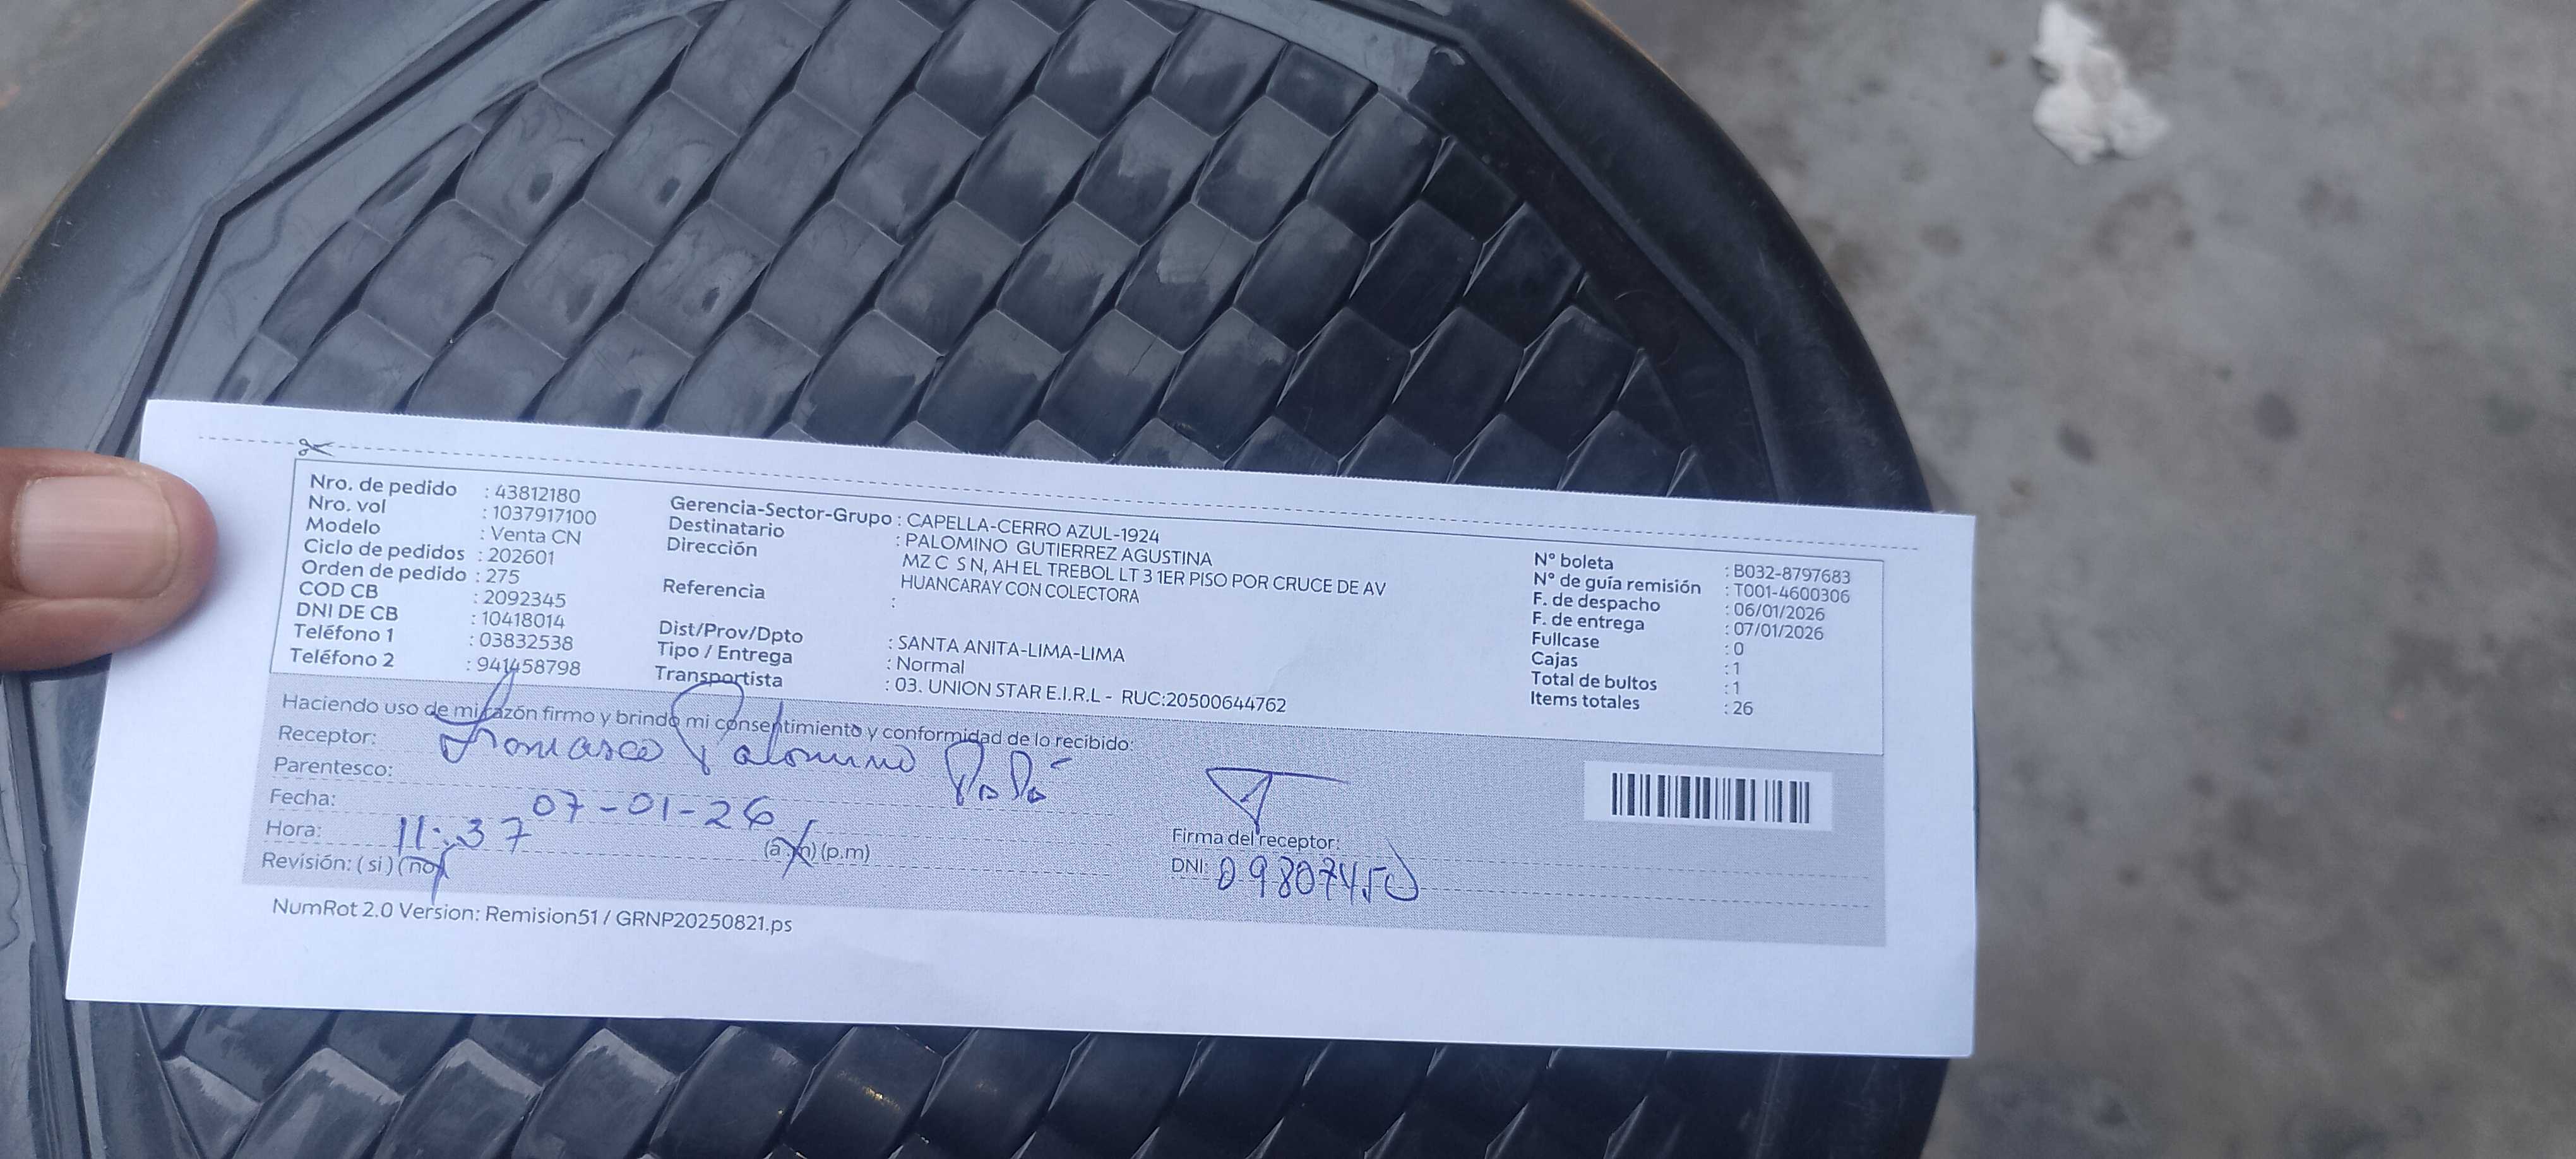 Nro. de pedido : 43812180
Nro. vol : 1037917100
Modelo : Venta CN
Ciclo de pedidos : 202601
Orden de pedido : 275
COD CB : 2092345
DNI DE CB : 10418014
Teléfono 1 : 03832538
Teléfono 2 : 941458798
Gerencia-Sector-Grupo : CAPELLA-CERRO AZUL-1924
Destinatario : PALOMINO GUTIERREZ AGUSTINA
Dirección MZ C S N, AH EL TREBOL LT 3 1ER PISO POR CRUCE DE AV
HUANCARAY CON COLECTORA
Referencia :
Dist/Prov/Dpto : SANTA ANITA-LIMA-LIMA
Tipo / Entrega : Normal
Transportista : 03. UNION STAR E.I.R.L - RUC:20500644762
N° boleta : B032-8797683
N° de guía remisión : T001-4600306
F. de despacho : 06/01/2026
F. de entrega : 07/01/2026
Fullcase : 0
Cajas : 1
Total de bultos : 1
Items totales : 26
Haciendo uso de mi razón firmo y brindo mi consentimiento y conformidad de lo recibido:
Receptor: Palomino
Parentesco: Papá
Fecha: 07-01-26
Hora: 11:37 (a.m) (p.m)
Revisión: (si) (no)
Firma del receptor:
DNI: 09807450
NumRot 2.0 Version: Remision51 / GRNP20250821.ps